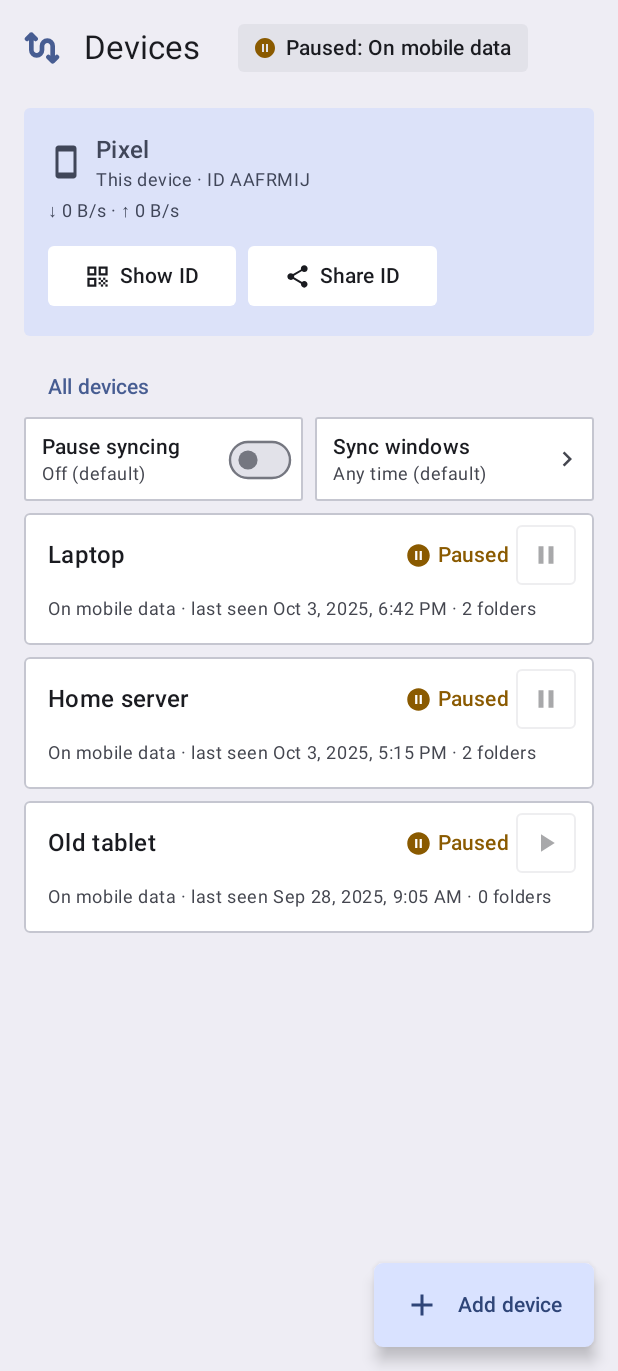 Devices
Paused: On mobile data
Pixel
This device · ID AAFRMIJ
↓ 0 B/s · ↑ 0 B/s
Show ID
Share ID
All devices
Pause syncing
Off (default)
Sync windows
Any time (default)
Laptop
Paused
On mobile data · last seen Oct 3, 2025, 6:42 PM · 2 folders
Home server
Paused
On mobile data · last seen Oct 3, 2025, 5:15 PM · 2 folders
Old tablet
Paused
On mobile data · last seen Sep 28, 2025, 9:05 AM · 0 folders
Add device